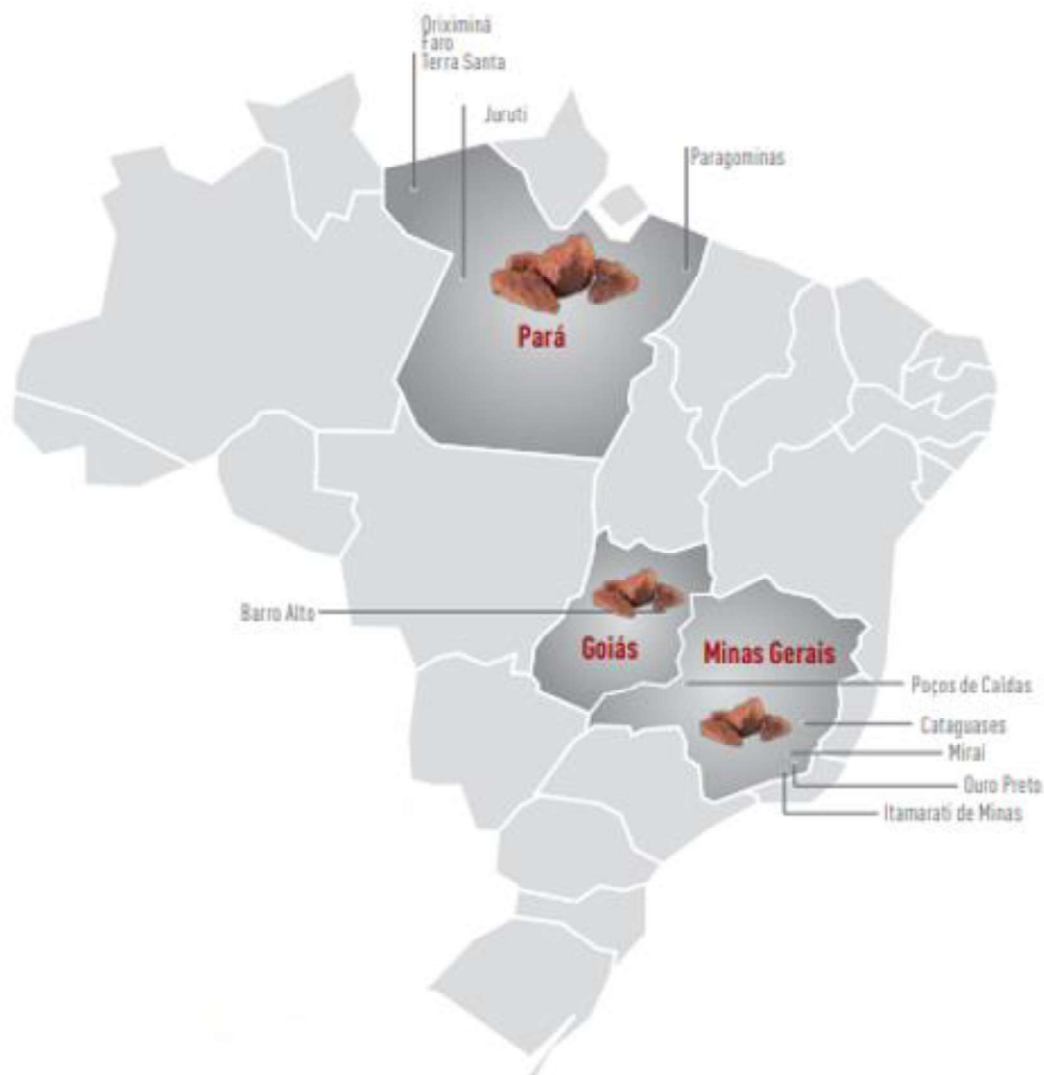 Oriximiná
Faro
Terra Santa
Juruti
Paragominas
Pará
Barro Alto
Goiás
Minas Gerais
Poços de Caldas
Cataguases
Miraí
Ouro Preto
Itamarati de Minas